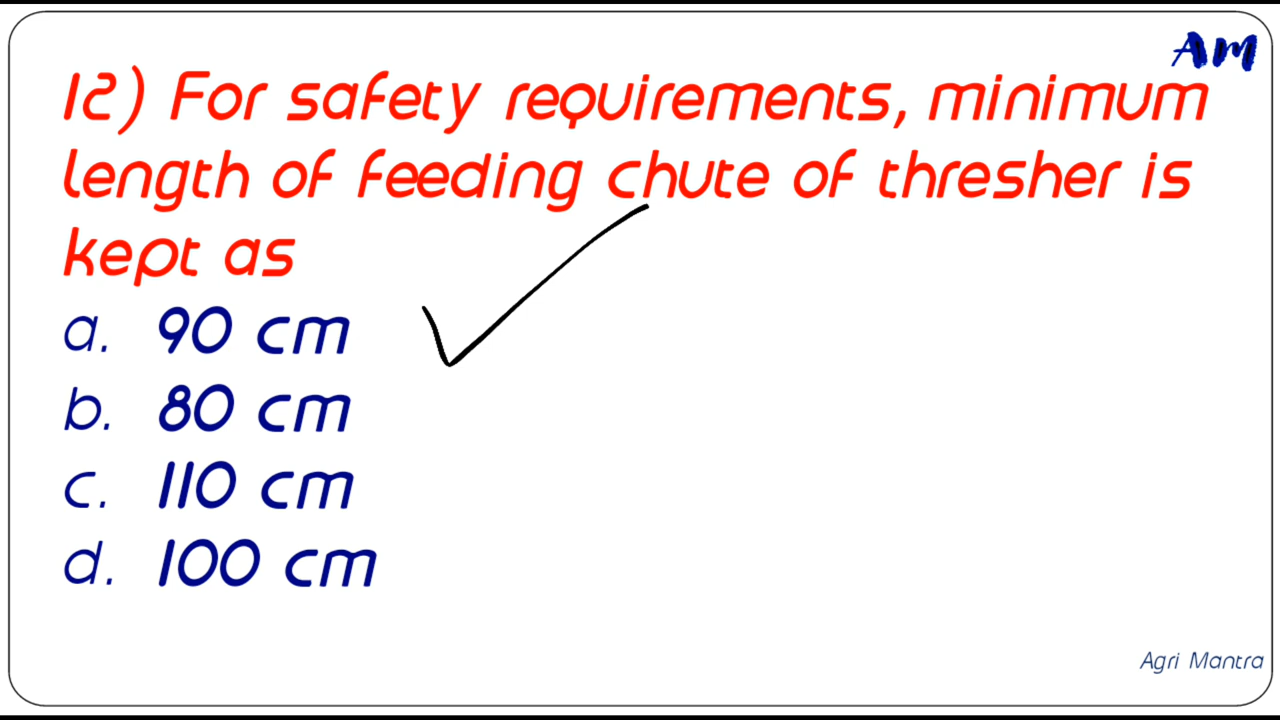 AM
12) For safety requirements, minimum
length of feeding chute of thresher is
kept as
a. 90 cm
b. 80 cm
c. 110 cm
d. 100 cm
Agri Mantra